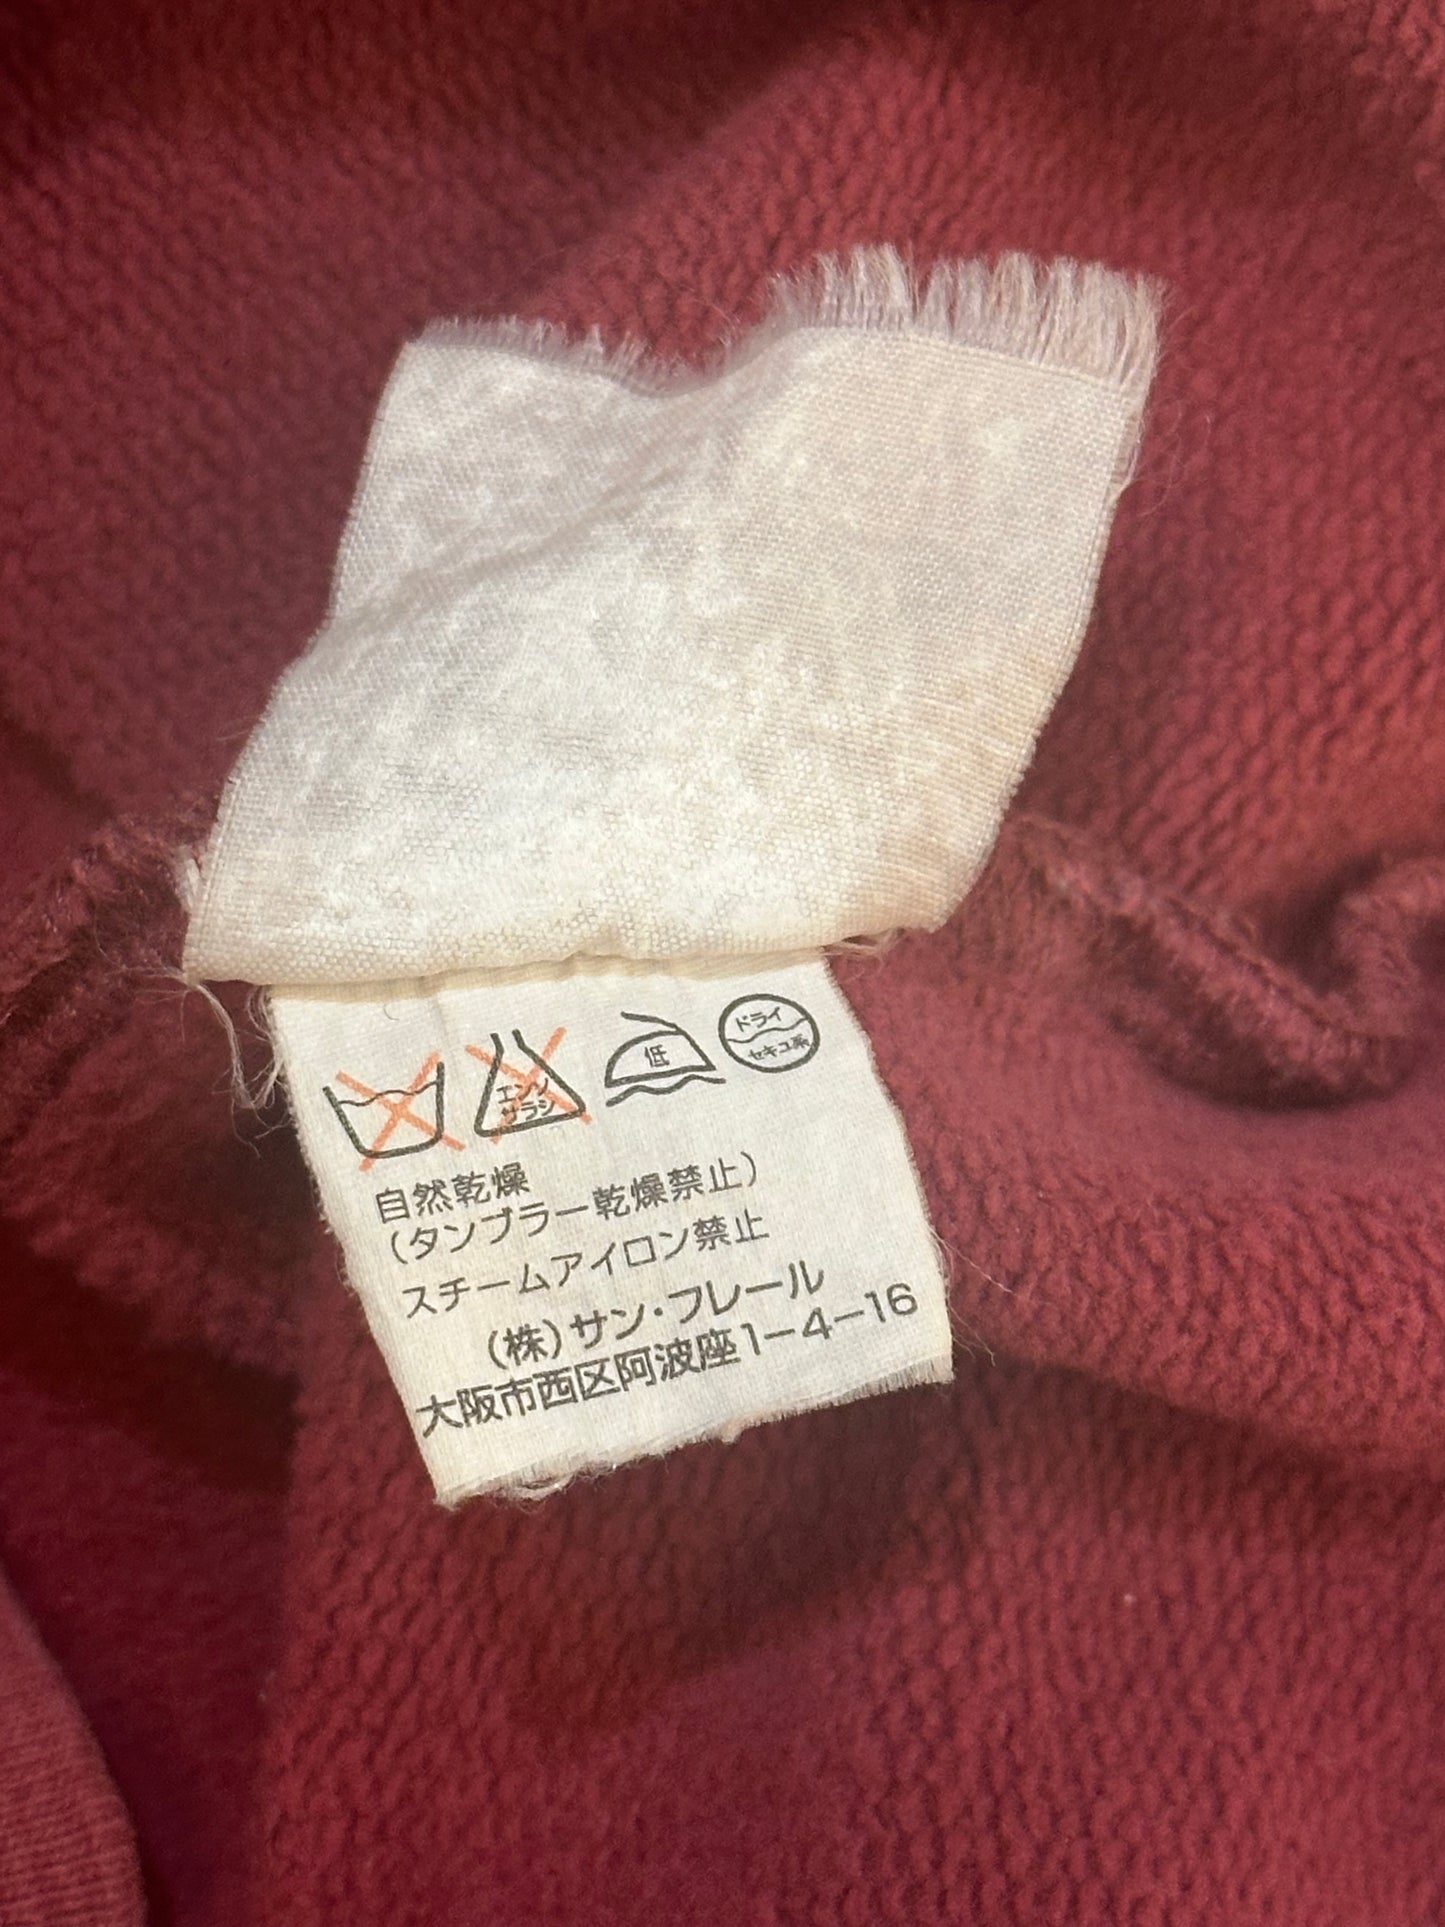 エンソ
サラシ
低
ドライ
セキユ系
自然乾燥
(タンブラー乾燥禁止)
スチームアイロン禁止
(株)サン・フレール
大阪市西区阿波座1-4-16